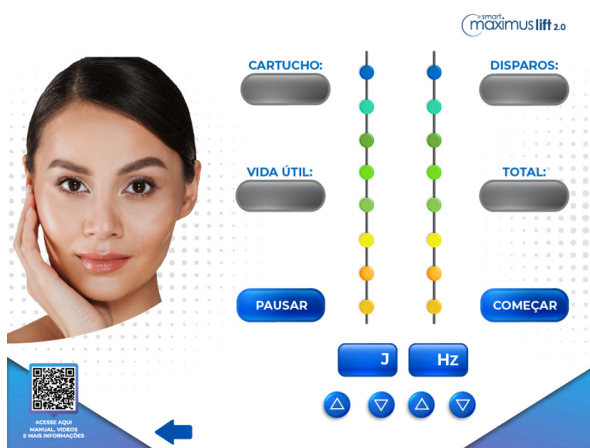 smart
maximus lift 2.0
CARTUCHO:
DISPAROS:
VIDA ÚTIL:
TOTAL:
PAUSAR
COMEÇAR
J
Hz
ACESSE AQUI
MANUAL, VIDEOS
E MAIS INFORMAÇÕES